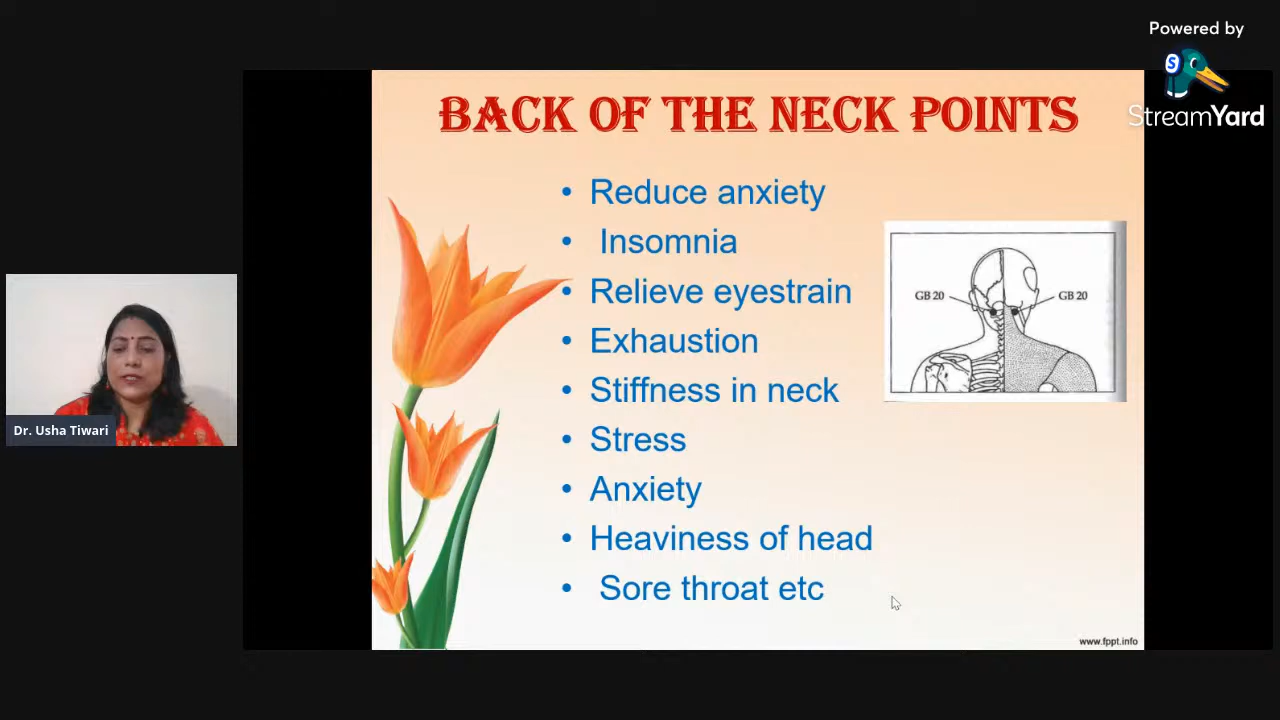 Powered by
StreamYard
BACK OF THE NECK POINTS
• Reduce anxiety
• Insomnia
• Relieve eyestrain
• Exhaustion
• Stiffness in neck
• Stress
• Anxiety
• Heaviness of head
• Sore throat etc
GB 20
GB 20
Dr. Usha Tiwari
www.fppt.info